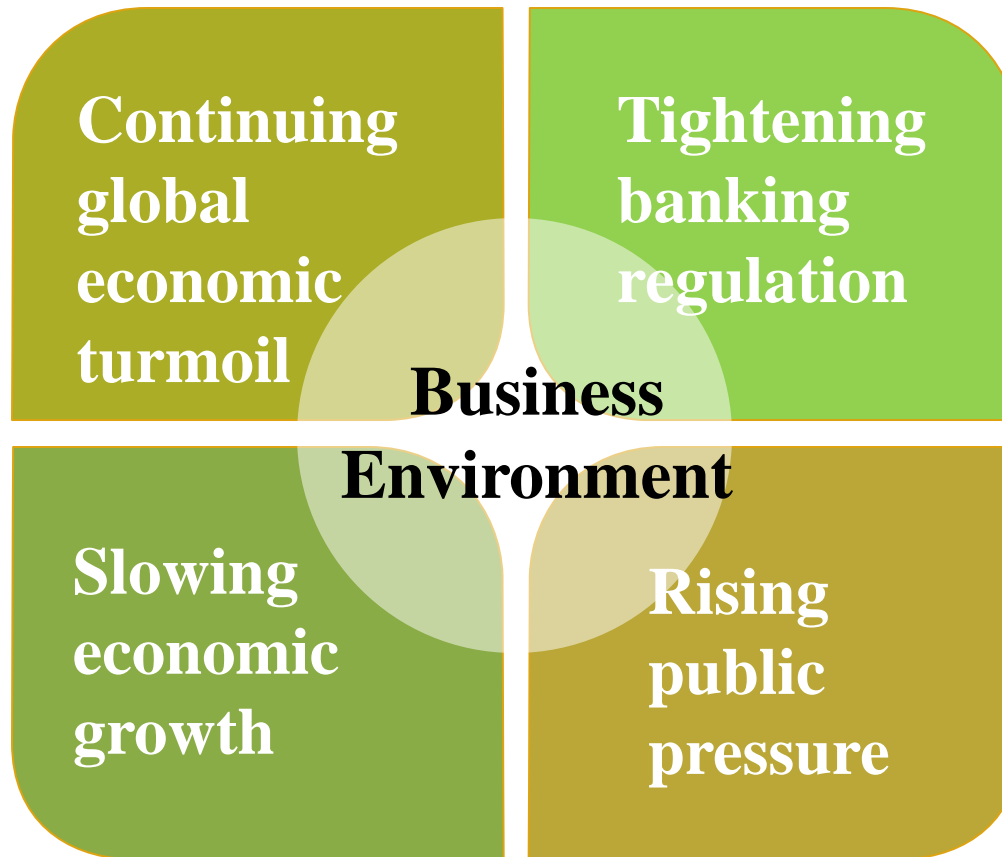 Continuing
global
economic
turmoil
Tightening
banking
regulation
Business
Environment
Slowing
economic
growth
Rising
public
pressure